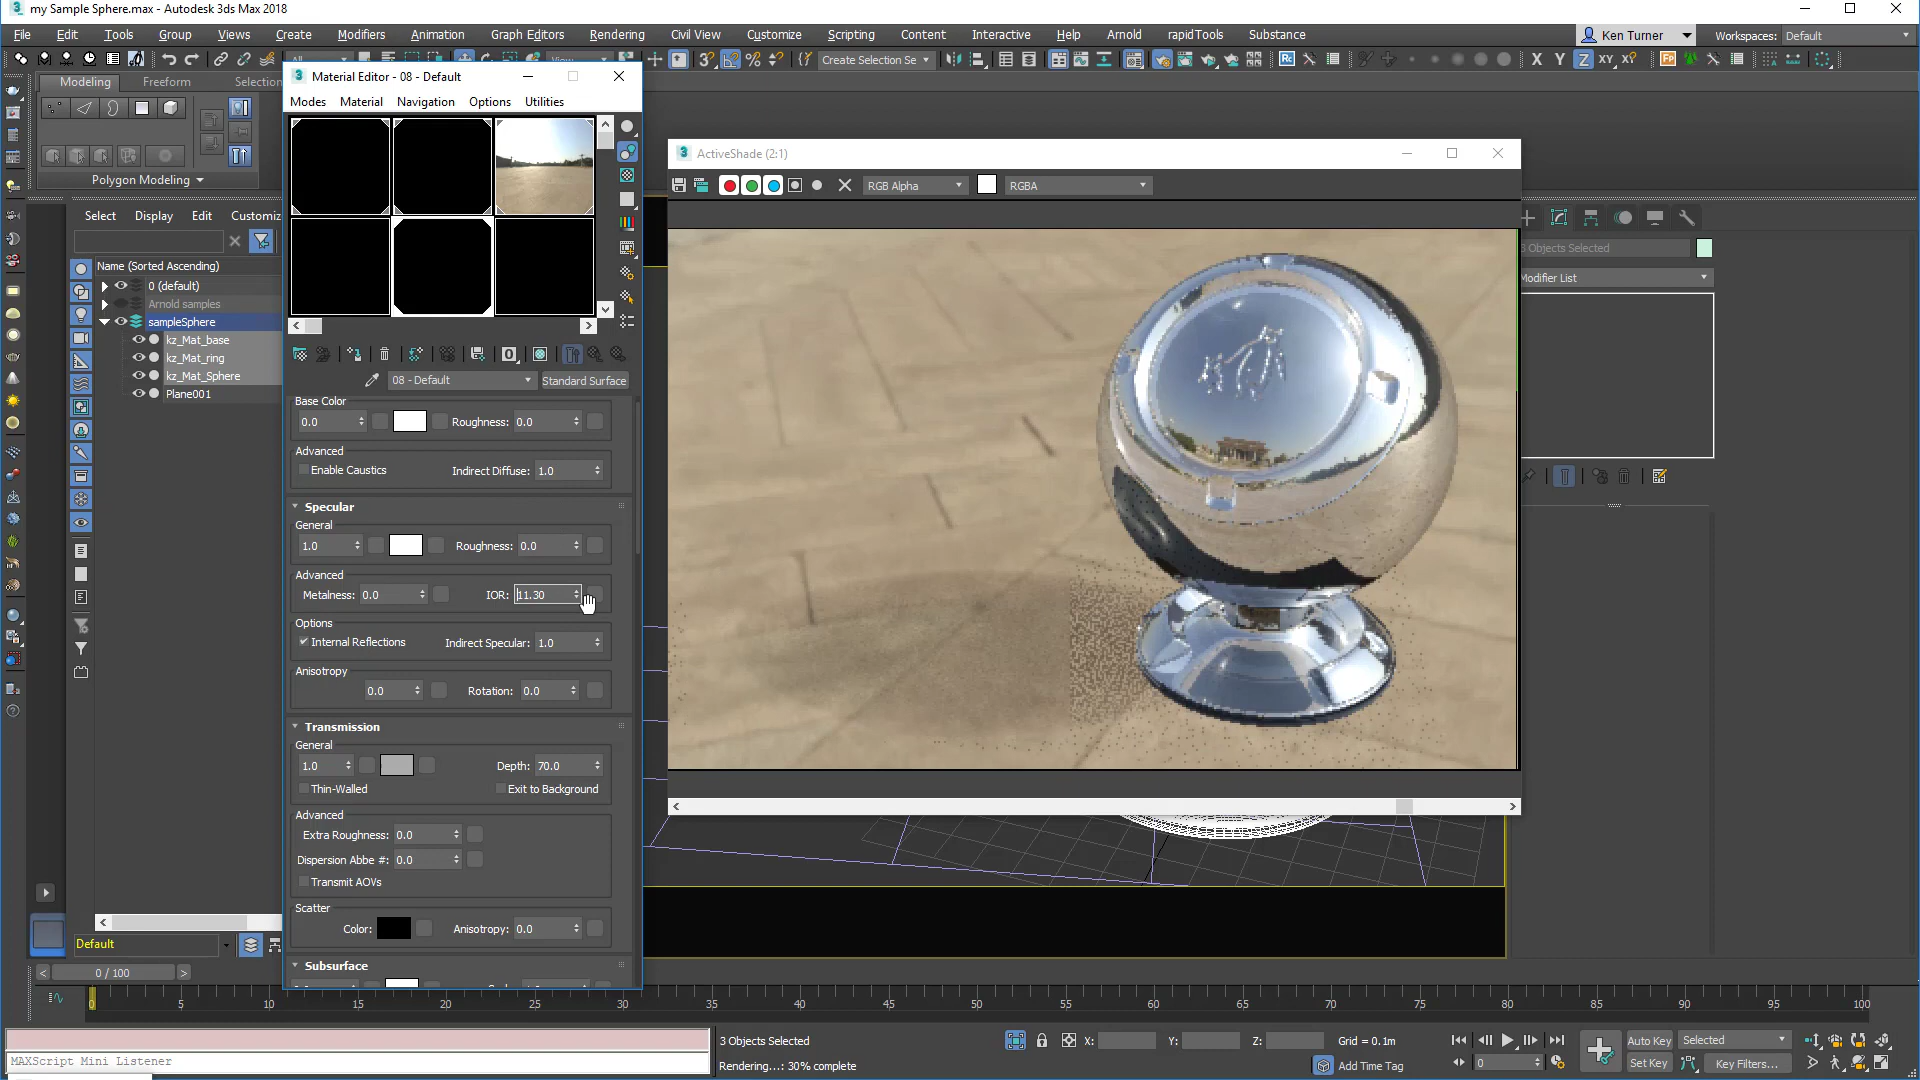 my Sample Sphere.max - Autodesk 3ds Max 2018
File Edit Tools Group Views Create Modifiers Animation Graph Editors Rendering Civil View Customize Scripting Content Interactive Help Arnold rapidTools Substance Ken Turner Workspaces: Default
All View Create Selection Se X Y Z XY
Modeling Freeform Selection
Polygon Modeling
Select Display Edit Customiz
Name (Sorted Ascending)
0 (default)
Arnold samples
sampleSphere
kz_Mat_base
kz_Mat_ring
kz_Mat_Sphere
Plane001
Default
0 / 100
Material Editor - 08 - Default
Modes Material Navigation Options Utilities
08 - Default Standard Surface
Base Color
0.0 Roughness: 0.0
Advanced
Enable Caustics Indirect Diffuse: 1.0
Specular
General
1.0 Roughness: 0.0
Advanced
Metalness: 0.0 IOR: 11.30
Options
Internal Reflections Indirect Specular: 1.0
Anisotropy
0.0 Rotation: 0.0
Transmission
General
1.0 Depth: 70.0
Thin-Walled Exit to Background
Advanced
Extra Roughness: 0.0
Dispersion Abbe #: 0.0
Transmit AOVs
Scatter
Color: Anisotropy: 0.0
Subsurface
ActiveShade (2:1)
RGB Alpha RGBA
3 Objects Selected
Modifier List
0 5 10 15 20 25 30 35 40 45 50 55 60 65 70 75 80 85 90 95 100
MAXScript Mini Listener
3 Objects Selected
Rendering...: 30% complete
X: Y: Z: Grid = 0.1m
Add Time Tag
0
Auto Key Selected
Set Key Key Filters...